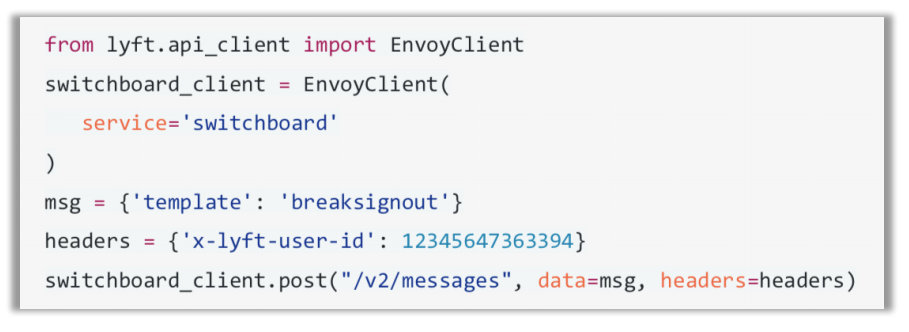 from lyft.api_client import EnvoyClient
switchboard_client = EnvoyClient(
   service='switchboard'
)
msg = {'template': 'breaksignout'}
headers = {'x-lyft-user-id': 12345647363394}
switchboard_client.post("/v2/messages", data=msg, headers=headers)